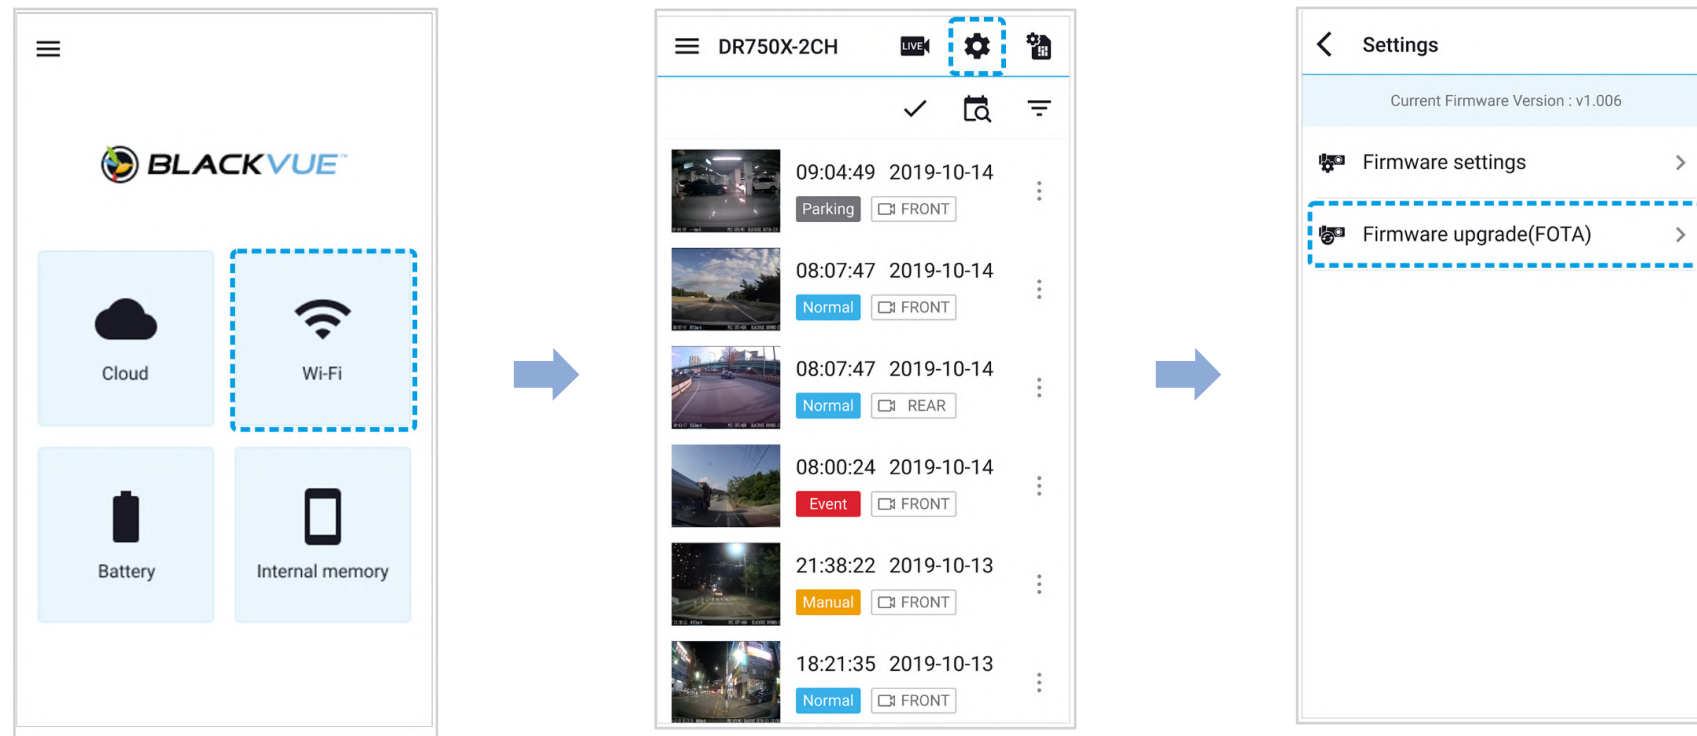 BLACKVUE™
Cloud
Wi-Fi
Battery
Internal memory
DR750X-2CH
LIVE
09:04:49 2019-10-14
Parking FRONT
08:07:47 2019-10-14
Normal FRONT
08:07:47 2019-10-14
Normal REAR
08:00:24 2019-10-14
Event FRONT
21:38:22 2019-10-13
Manual FRONT
18:21:35 2019-10-13
Normal FRONT
Settings
Current Firmware Version : v1.006
Firmware settings
Firmware upgrade(FOTA)